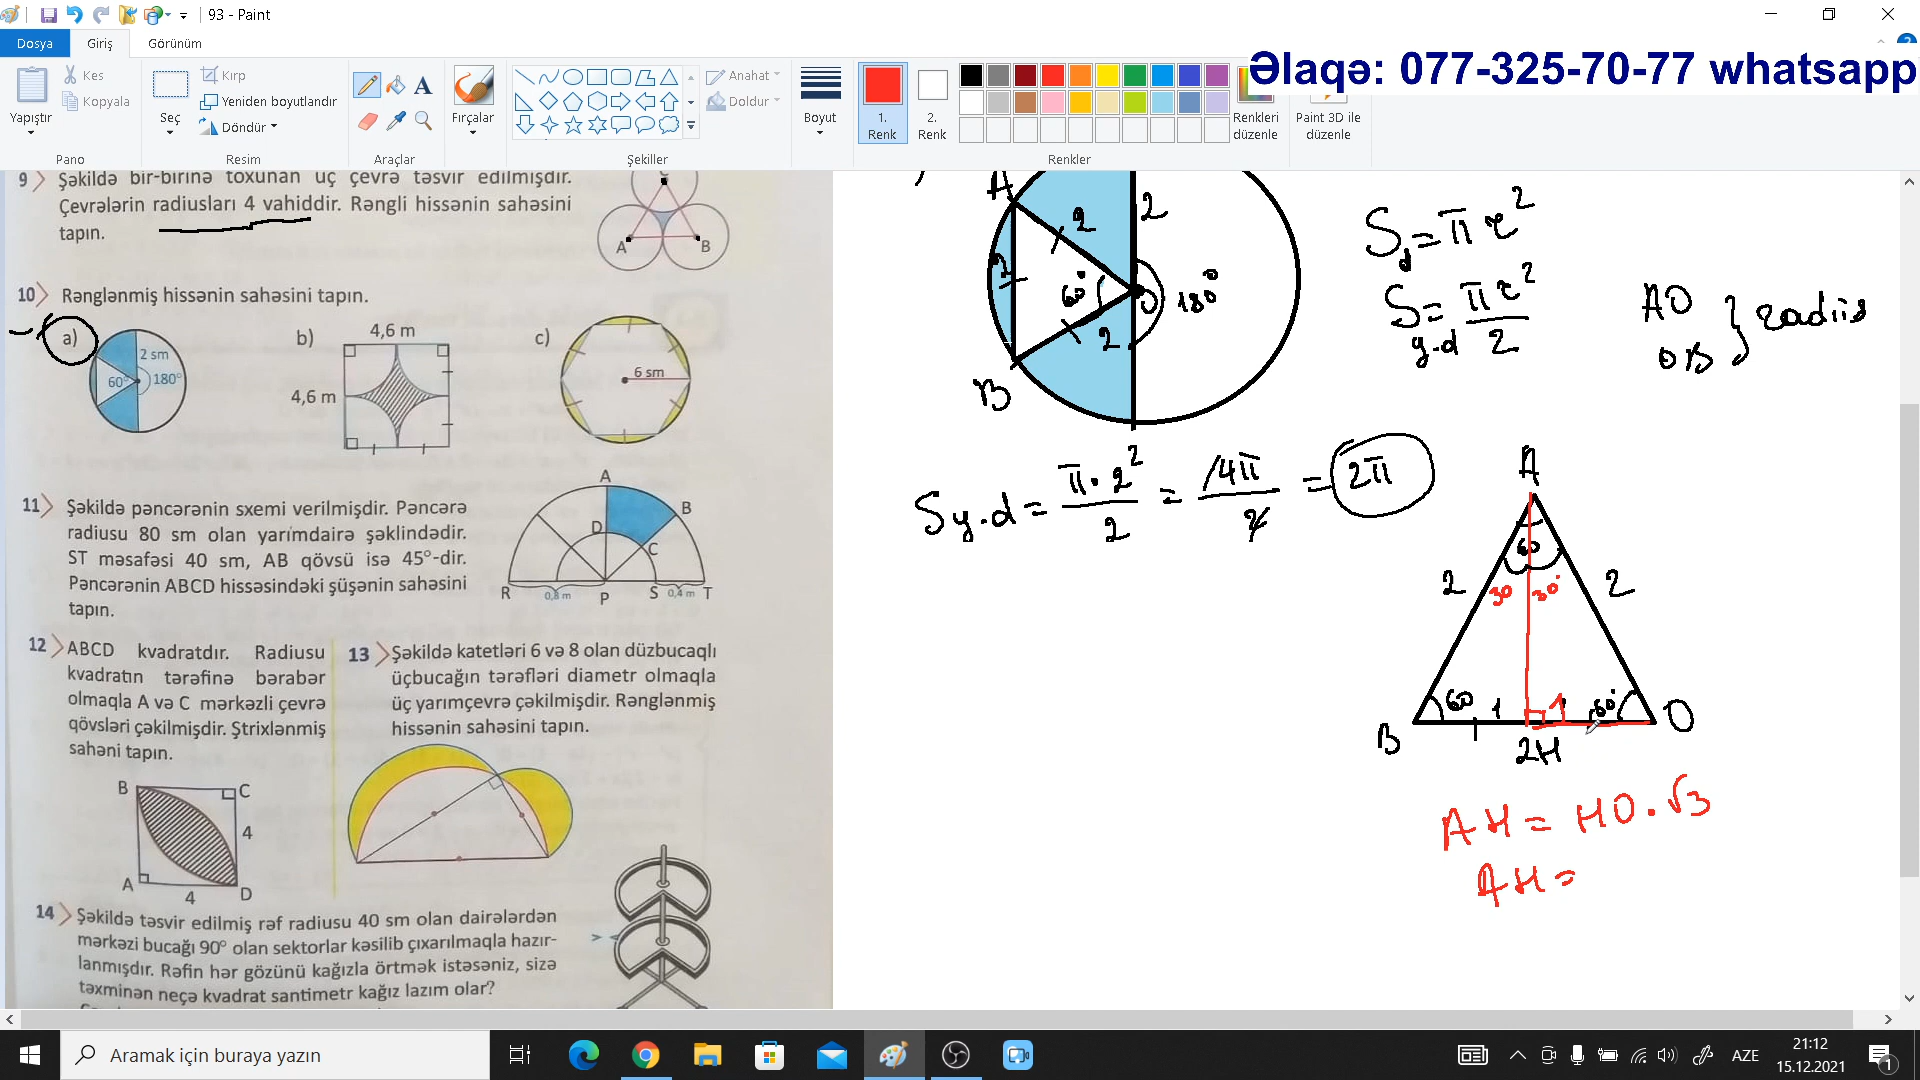 93 - Paint
Dosya
Giriş
Görünüm
Əlaqə: 077-325-70-77 whatsapp
Yapıştır
Kes
Kopyala
Pano
Seç
Kırp
Yeniden boyutlandır
Döndür
Resim
A
Araçlar
Fırçalar
Şekiller
Anahat
Doldur
Boyut
1.
Renk
2.
Renk
Renkleri
düzenle
Renkler
Paint 3D ile
düzenle
9 Şəkildə bir-birinə toxunan üç çevrə təsvir edilmişdir.
Çevrələrin radiusları 4 vahiddir. Rəngli hissənin sahəsini
tapın.
A
B
10 Rənglənmiş hissənin sahəsini tapın.
a)
2 sm
60°
180°
b)
4,6 m
4,6 m
c)
6 sm
11 Şəkildə pəncərənin sxemi verilmişdir. Pəncərə
radiusu 80 sm olan yarımdairə şəklindədir.
ST məsafəsi 40 sm, AB qövsü isə 45°-dir.
Pəncərənin ABCD hissəsindəki şüşənin sahəsini
tapın.
A
B
D
C
R
0,8 m
P
S
0,4 m
T
12 ABCD kvadratdır. Radiusu
kvadratın tərəfinə bərabər
olmaqla A və C mərkəzli çevrə
qövsləri çəkilmişdir. Ştrixlənmiş
sahəni tapın.
B
C
4
A
4
D
13 Şəkildə katetləri 6 və 8 olan düzbucaqlı
üçbucağın tərəfləri diametr olmaqla
üç yarımçevrə çəkilmişdir. Rənglənmiş
hissənin sahəsini tapın.
14 Şəkildə təsvir edilmiş rəf radiusu 40 sm olan dairələrdən
mərkəzi bucağı 90° olan sektorlar kəsilib çıxarılmaqla hazır-
lanmışdır. Rəfin hər gözünü kağızla örtmək istəsəniz, sizə
təxminən neçə kvadrat santimetr kağız lazım olar?
A
2
2
2
60°
O
180°
2
B
Sd = πr²
Sy.d = πr²/2
AO
OB
} radius
Sy.d = π·2²/2 = 4π/2 = 2π
A
60
2
30
30°
2
60
1
1
60°
B
2
H
O
AH = HO · √3
AH =
Aramak için buraya yazın
AZE
21:12
15.12.2021
1